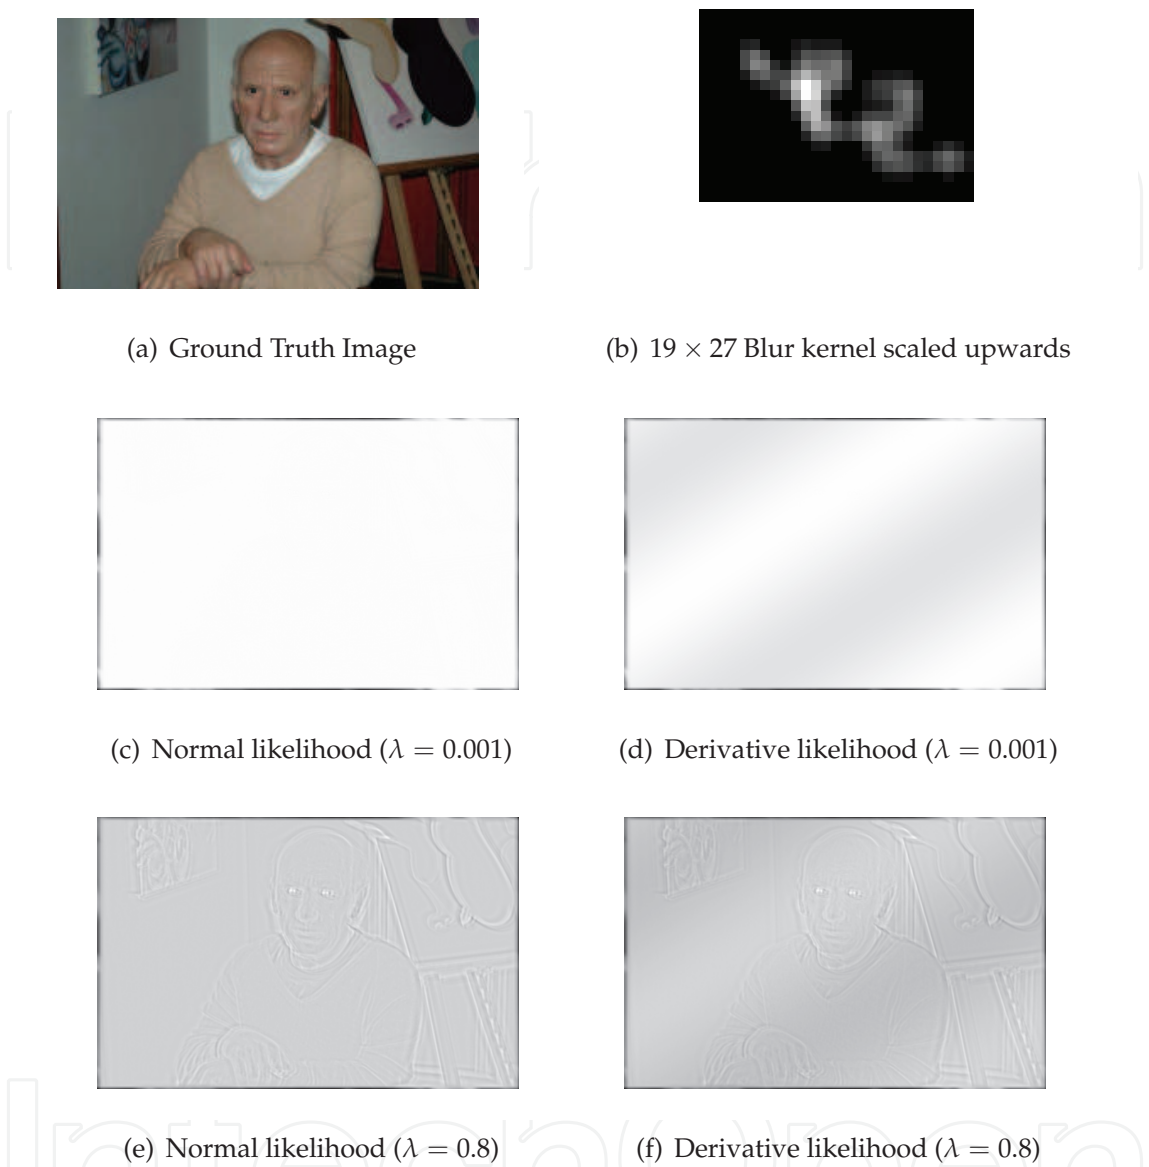 (a) Ground Truth Image
(b) 19 × 27 Blur kernel scaled upwards
(c) Normal likelihood (λ = 0.001)
(d) Derivative likelihood (λ = 0.001)
(e) Normal likelihood (λ = 0.8)
(f) Derivative likelihood (λ = 0.8)